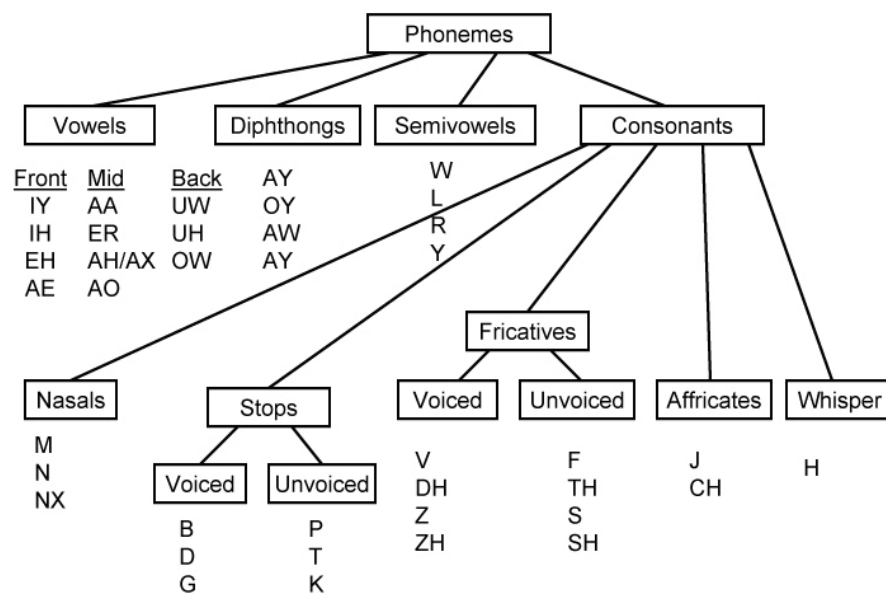 Phonemes
Vowels Diphthongs Semivowels Consonants
Front Mid Back AY W
IY AA UW OY L
IH ER UH AW R
EH AH/AX OW AY Y
AE AO
Fricatives
Nasals Stops Voiced Unvoiced Affricates Whisper
M
N
NX
Voiced Unvoiced
B P
D T
G K
V F J H
DH TH CH
Z S
ZH SH